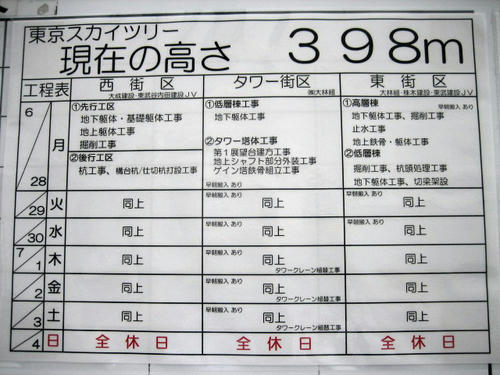 東京スカイツリー
現在の高さ ３９８m
工程表 西街区 タワー街区 東街区
大成建設・東武谷内田建設JV ㈱大林組 大林組・株木建設・東武建設JV
6
28 月
①先行工区
地下躯体・基礎躯体工事
地上躯体工事
掘削工事
②後行工区
杭工事、構台杭/仕切杭打設工事
①低層棟工事
地下躯体工事
②タワー塔体工事
第１展望台建方工事
地上シャフト部分外装工事
ゲイン塔鉄骨組立工事
早朝搬入 あり
①高層棟 早朝搬入 あり
地下躯体工事、掘削工事
止水工事
地上鉄骨・躯体工事
②低層棟
掘削工事、杭頭処理工事
地下躯体工事、切梁架設
29 火 同上 早朝搬入 あり 同上 早朝搬入 あり 同上
30 水 同上 早朝搬入 あり 同上 早朝搬入 あり 同上
7
1 木 同上 早朝搬入 あり 同上 同上
タワークレーン組替工事
2 金 同上 早朝搬入 あり 同上 同上
タワークレーン組替工事
3 土 同上 早朝搬入 あり 同上 同上
タワークレーン組替工事
4 日 全休日 全休日 全休日